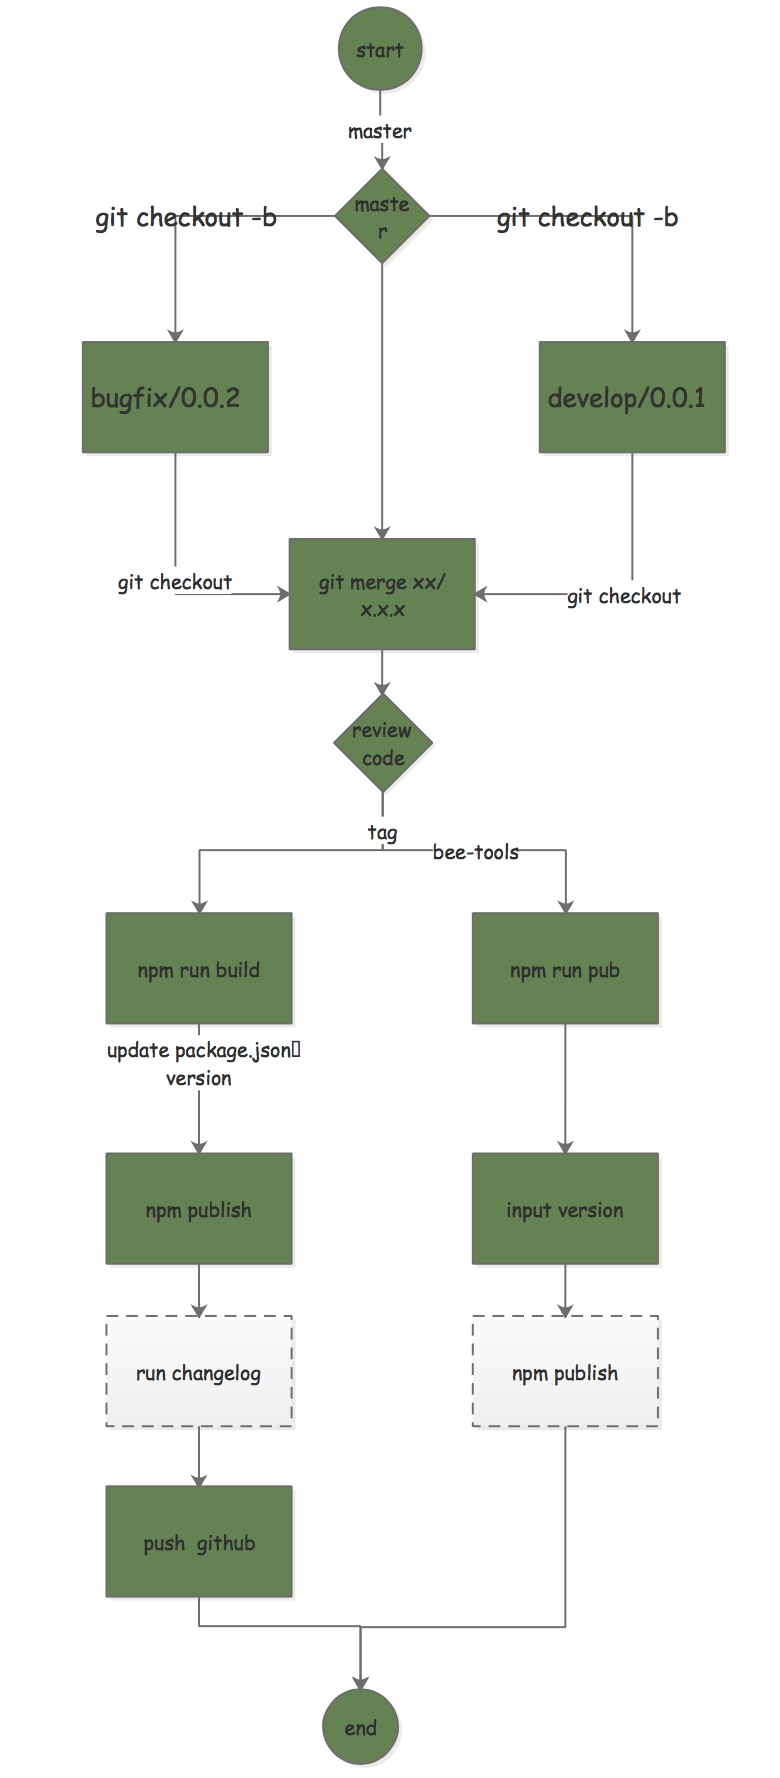 start
master
maste
r
git checkout -b
git checkout -b
bugfix/0.0.2
develop/0.0.1
git checkout
git merge xx/
x.x.x
git checkout
review
code
tag
bee-tools
npm run build
npm run pub
update package.json▯
version
npm publish
input version
run changelog
npm publish
push  github
end